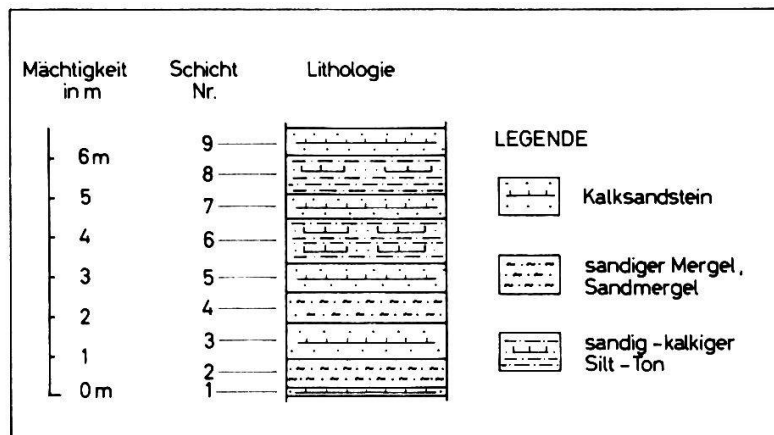 Mächtigkeit
in m
Schicht
Nr.
Lithologie
6m
5
4
3
2
1
0m
9
8
7
6
5
4
3
2
1
LEGENDE
Kalksandstein
sandiger Mergel,
Sandmergel
sandig-kalkiger
Silt-Ton